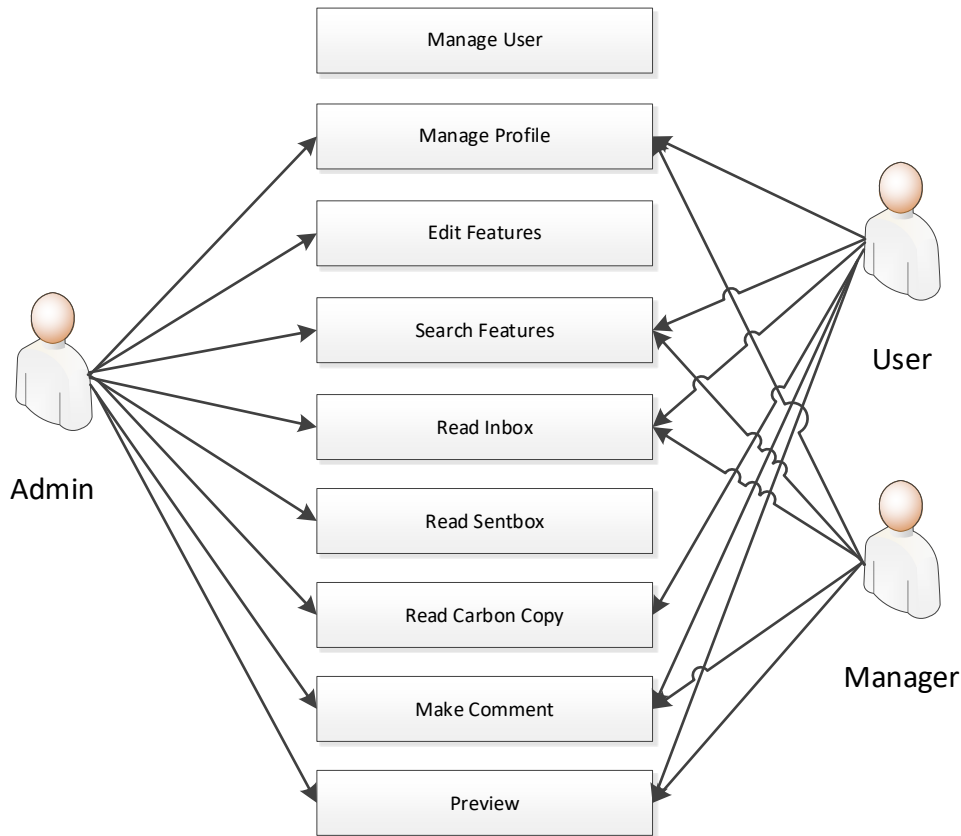 Manage User
Manage Profile
Edit Features
Search Features
Read Inbox
Read Sentbox
Read Carbon Copy
Make Comment
Preview
Admin
User
Manager